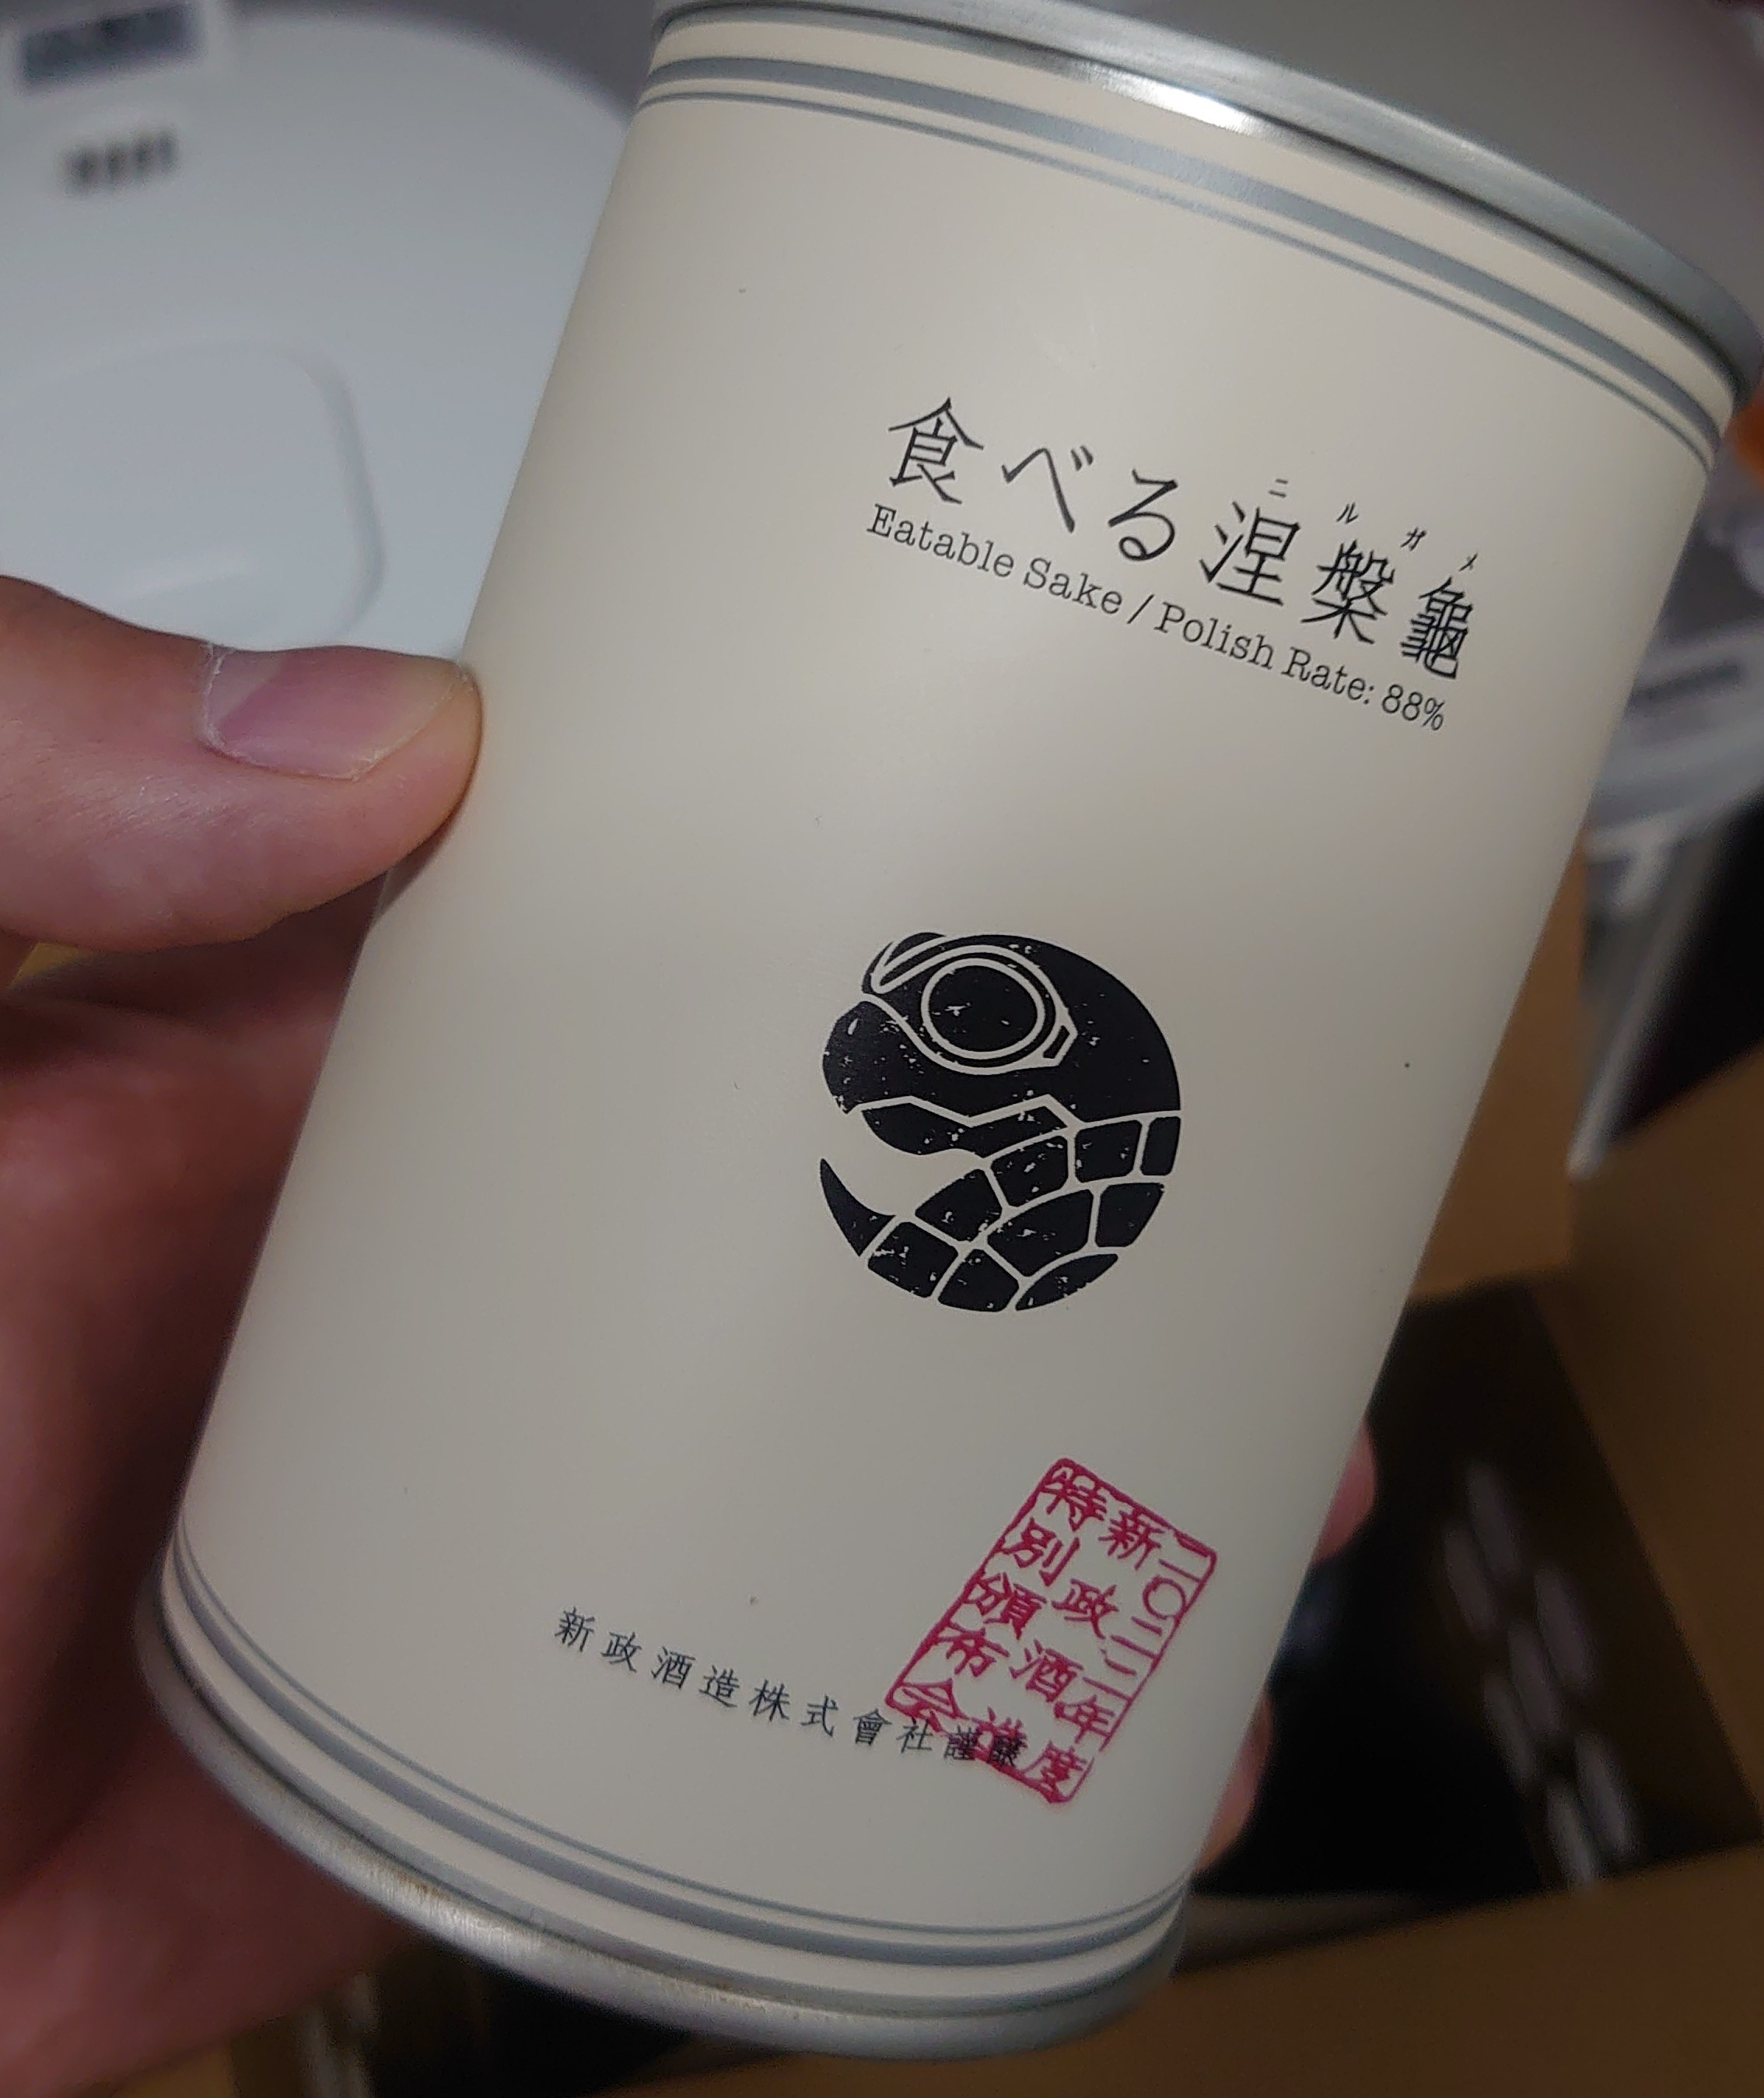 ニルガメ
食べる涅槃龜
Eatable Sake / Polish Rate: 88%
二〇二二年度
新政酒造
特別頒布会
新政酒造株式會社謹醸